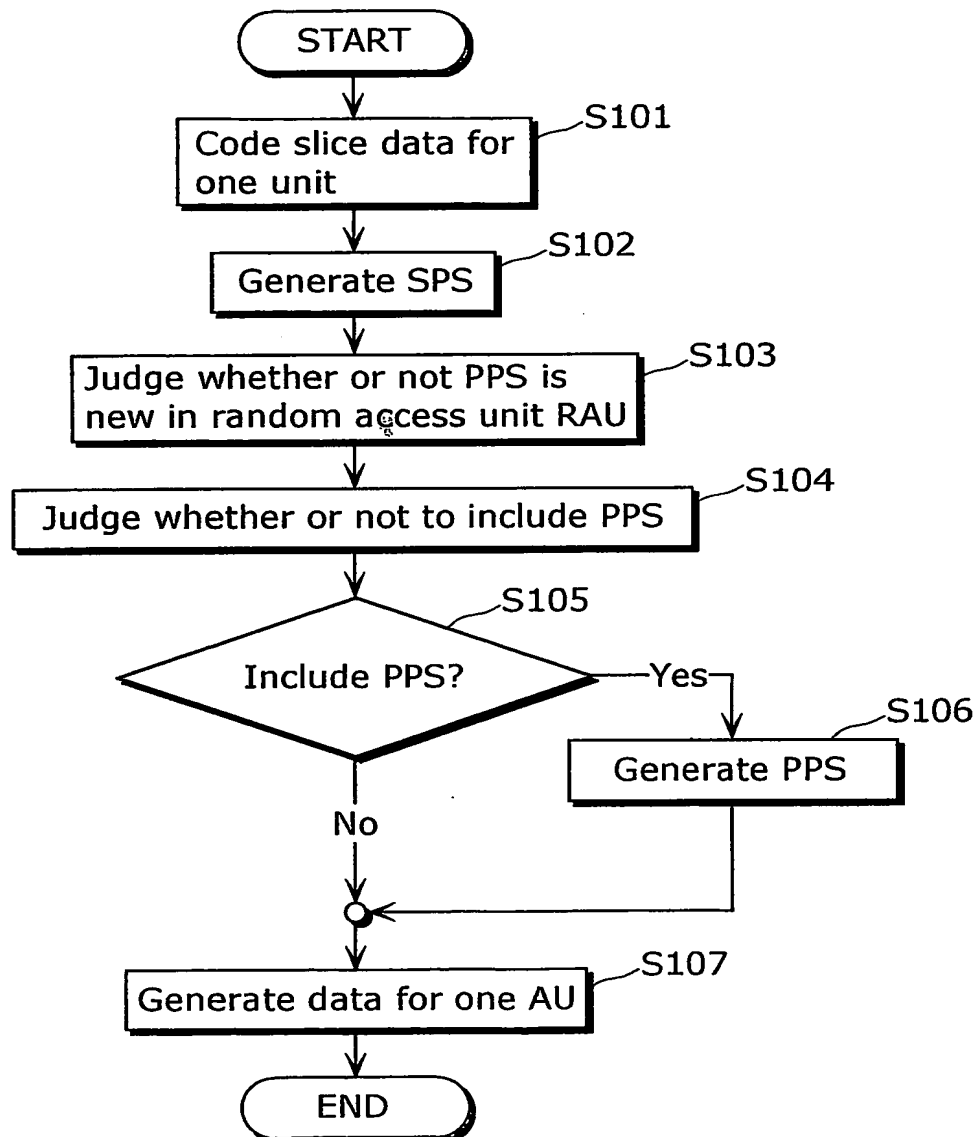 START
S101
Code slice data for
one unit
S102
Generate SPS
S103
Judge whether or not PPS is
new in random access unit RAU
S104
Judge whether or not to include PPS
S105
Include PPS?
Yes
S106
Generate PPS
No
S107
Generate data for one AU
END